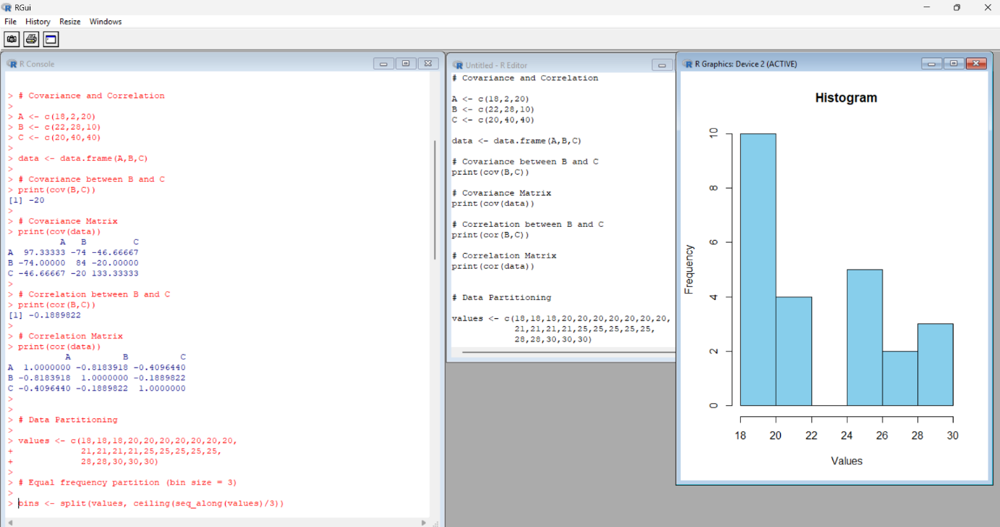 RGui
File History Resize Windows
R Console
> # Covariance and Correlation
>
> A <- c(18,2,20)
> B <- c(22,28,10)
> C <- c(20,40,40)
>
> data <- data.frame(A,B,C)
>
> # Covariance between B and C
> print(cov(B,C))
[1] -20
>
> # Covariance Matrix
> print(cov(data))
A B C
A 97.33333 -74 -46.66667
B -74.00000 84 -20.00000
C -46.66667 -20 133.33333
>
> # Correlation between B and C
> print(cor(B,C))
[1] -0.1889822
>
> # Correlation Matrix
> print(cor(data))
A B C
A 1.0000000 -0.8183918 -0.4096440
B -0.8183918 1.0000000 -0.1889822
C -0.4096440 -0.1889822 1.0000000
>
>
> # Data Partitioning
>
> values <- c(18,18,18,20,20,20,20,20,20,20,
+ 21,21,21,21,25,25,25,25,25,
+ 28,28,30,30,30)
>
> # Equal frequency partition (bin size = 3)
>
> bins <- split(values, ceiling(seq_along(values)/3))
Untitled - R Editor
# Covariance and Correlation
A <- c(18,2,20)
B <- c(22,28,10)
C <- c(20,40,40)
data <- data.frame(A,B,C)
# Covariance between B and C
print(cov(B,C))
# Covariance Matrix
print(cov(data))
# Correlation between B and C
print(cor(B,C))
# Correlation Matrix
print(cor(data))
# Data Partitioning
values <- c(18,18,18,20,20,20,20,20,20,20,
21,21,21,21,25,25,25,25,25,
28,28,30,30,30)
R Graphics: Device 2 (ACTIVE)
Histogram
10
8
6
4
2
0
Frequency
18 20 22 24 26 28 30
Values